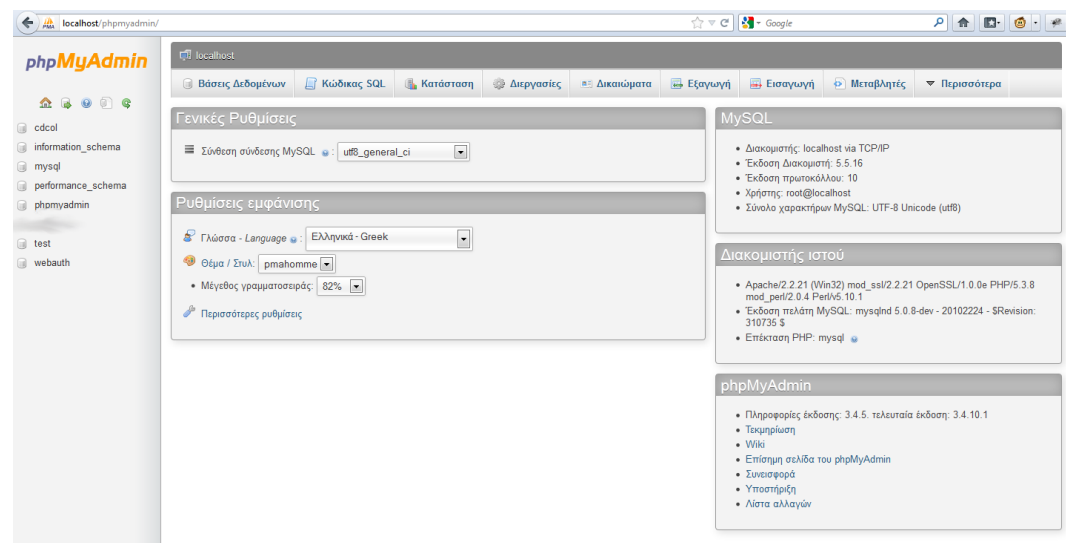 localhost/phpmyadmin/
Google
phpMyAdmin
cdcol
information_schema
mysql
performance_schema
phpmyadmin
test
webauth
localhost
Βάσεις Δεδομένων Κώδικας SQL Κατάσταση Διεργασίες Δικαιώματα Εξαγωγή Εισαγωγή Μεταβλητές Περισσότερα
Γενικές Ρυθμίσεις
Σύνθεση σύνδεσης MySQL : utf8_general_ci
Ρυθμίσεις εμφάνισης
Γλώσσα - Language : Ελληνικά - Greek
Θέμα / Στυλ: pmahomme
Μέγεθος γραμματοσειράς: 82%
Περισσότερες ρυθμίσεις
MySQL
Διακομιστής: localhost via TCP/IP
Έκδοση Διακομιστή: 5.5.16
Έκδοση πρωτοκόλλου: 10
Χρήστης: root@localhost
Σύνολο χαρακτήρων MySQL: UTF-8 Unicode (utf8)
Διακομιστής ιστού
Apache/2.2.21 (Win32) mod_ssl/2.2.21 OpenSSL/1.0.0e PHP/5.3.8
mod_perl/2.0.4 Perl/v5.10.1
Έκδοση πελάτη MySQL: mysqlnd 5.0.8-dev - 20102224 - $Revision:
310735 $
Επέκταση PHP: mysql
phpMyAdmin
Πληροφορίες έκδοσης: 3.4.5. τελευταία έκδοση: 3.4.10.1
Τεκμηρίωση
Wiki
Επίσημη σελίδα του phpMyAdmin
Συνεισφορά
Υποστήριξη
Λίστα αλλαγών